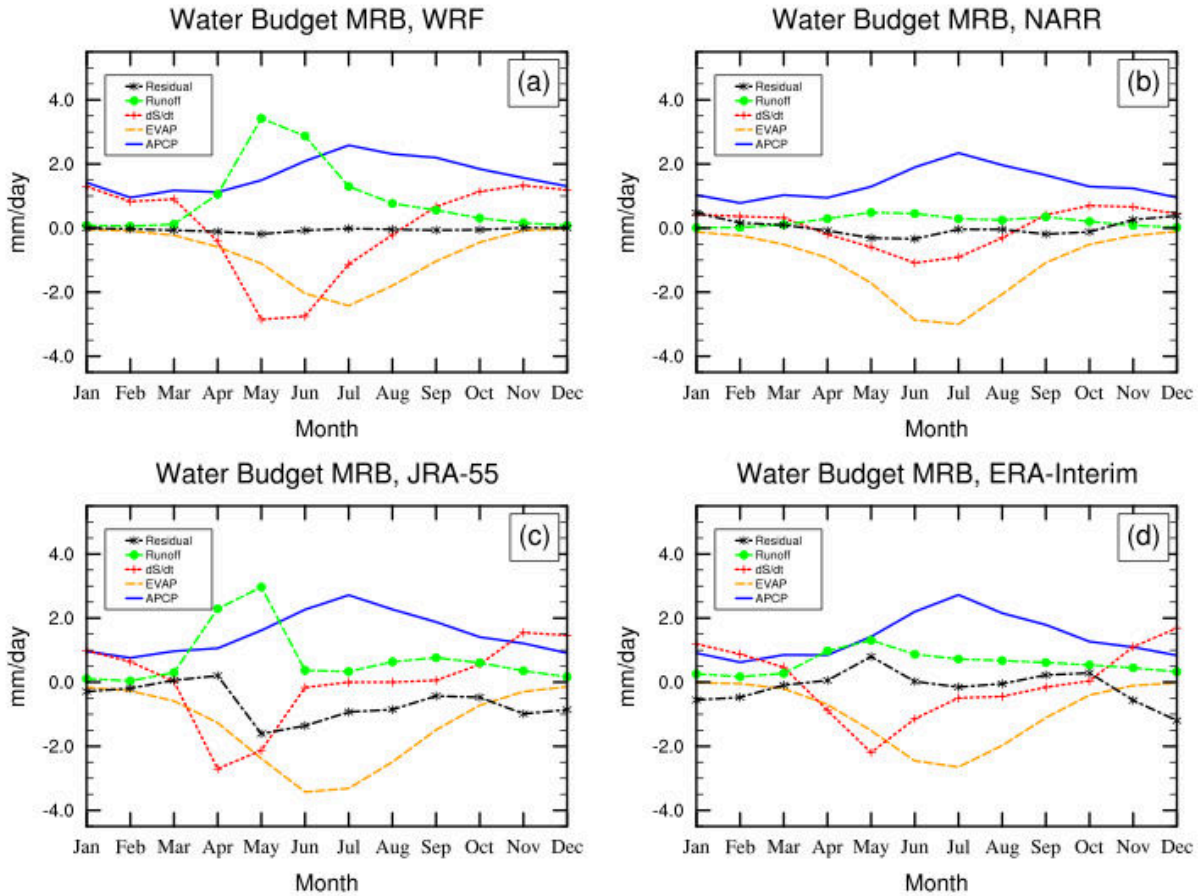 Water Budget MRB, WRF
(a)
Residual
Runoff
dS/dt
EVAP
APCP
4.0
2.0
0.0
-2.0
-4.0
mm/day
Jan Feb Mar Apr May Jun Jul Aug Sep Oct Nov Dec
Month
Water Budget MRB, NARR
(b)
Residual
Runoff
dS/dt
EVAP
APCP
4.0
2.0
0.0
-2.0
-4.0
mm/day
Jan Feb Mar Apr May Jun Jul Aug Sep Oct Nov Dec
Month
Water Budget MRB, JRA-55
(c)
Residual
Runoff
dS/dt
EVAP
APCP
4.0
2.0
0.0
-2.0
-4.0
mm/day
Jan Feb Mar Apr May Jun Jul Aug Sep Oct Nov Dec
Month
Water Budget MRB, ERA-Interim
(d)
Residual
Runoff
dS/dt
EVAP
APCP
4.0
2.0
0.0
-2.0
-4.0
mm/day
Jan Feb Mar Apr May Jun Jul Aug Sep Oct Nov Dec
Month